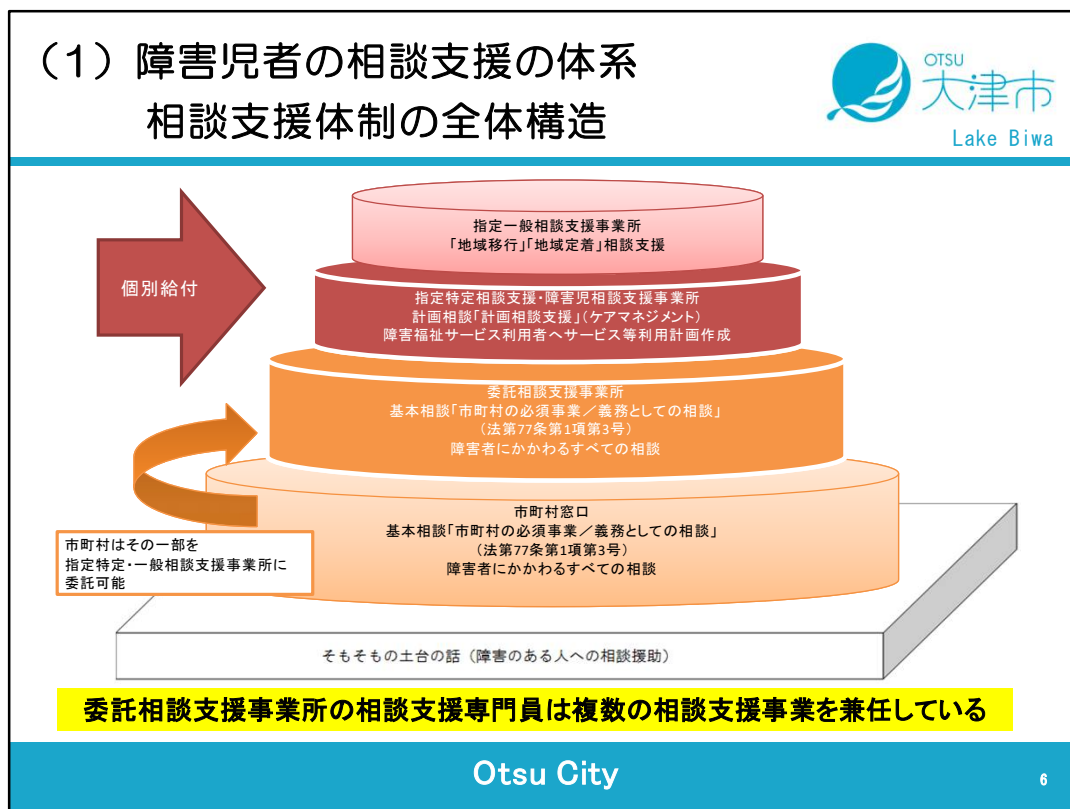 （1）障害児者の相談支援の体系
相談支援体制の全体構造
OTSU
大津市
Lake Biwa
個別給付
指定一般相談支援事業所
「地域移行」「地域定着」相談支援
指定特定相談支援・障害児相談支援事業所
計画相談「計画相談支援」（ケアマネジメント）
障害福祉サービス利用者へサービス等利用計画作成
委託相談支援事業所
基本相談「市町村の必須事業／義務としての相談」
（法第77条第1項第3号）
障害者にかかわるすべての相談
市町村窓口
基本相談「市町村の必須事業／義務としての相談」
（法第77条第1項第3号）
障害者にかかわるすべての相談
市町村はその一部を
指定特定・一般相談支援事業所に
委託可能
そもそもの土台の話（障害のある人への相談援助）
委託相談支援事業所の相談支援専門員は複数の相談支援事業を兼任している
Otsu City
6